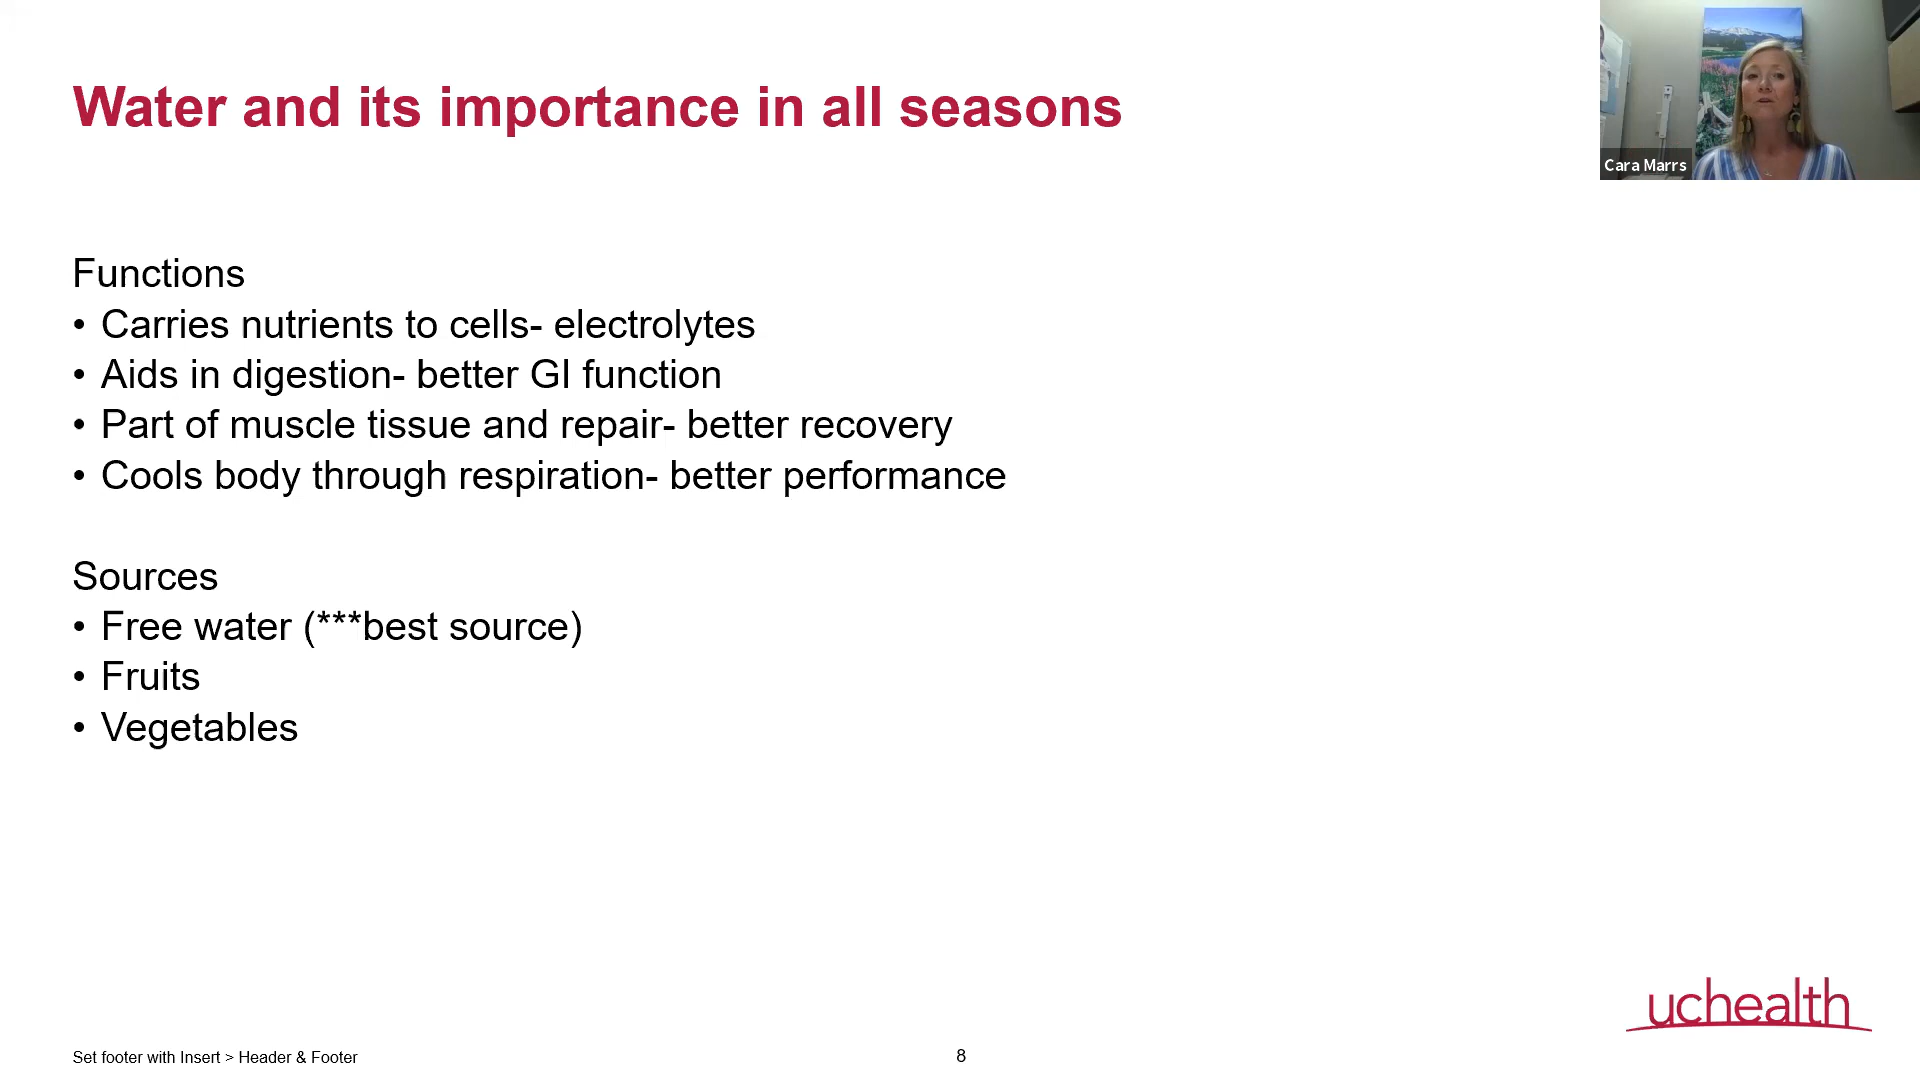 Water and its importance in all seasons
Cara Marrs
Functions
• Carries nutrients to cells- electrolytes
• Aids in digestion- better GI function
• Part of muscle tissue and repair- better recovery
• Cools body through respiration- better performance
Sources
• Free water (***best source)
• Fruits
• Vegetables
uchealth
Set footer with Insert > Header & Footer
8